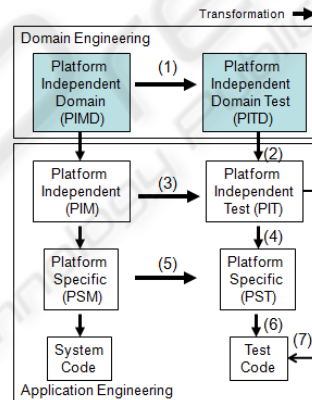 Transformation
Domain Engineering
Platform
Independent
Domain
(PIMD)
(1)
Platform
Independent
Domain Test
(PITD)
(2)
Platform
Independent
(PIM)
(3)
Platform
Independent
Test (PIT)
(4)
Platform
Specific
(PSM)
(5)
Platform
Specific
(PST)
(6)
(7)
System
Code
Test
Code
Application Engineering